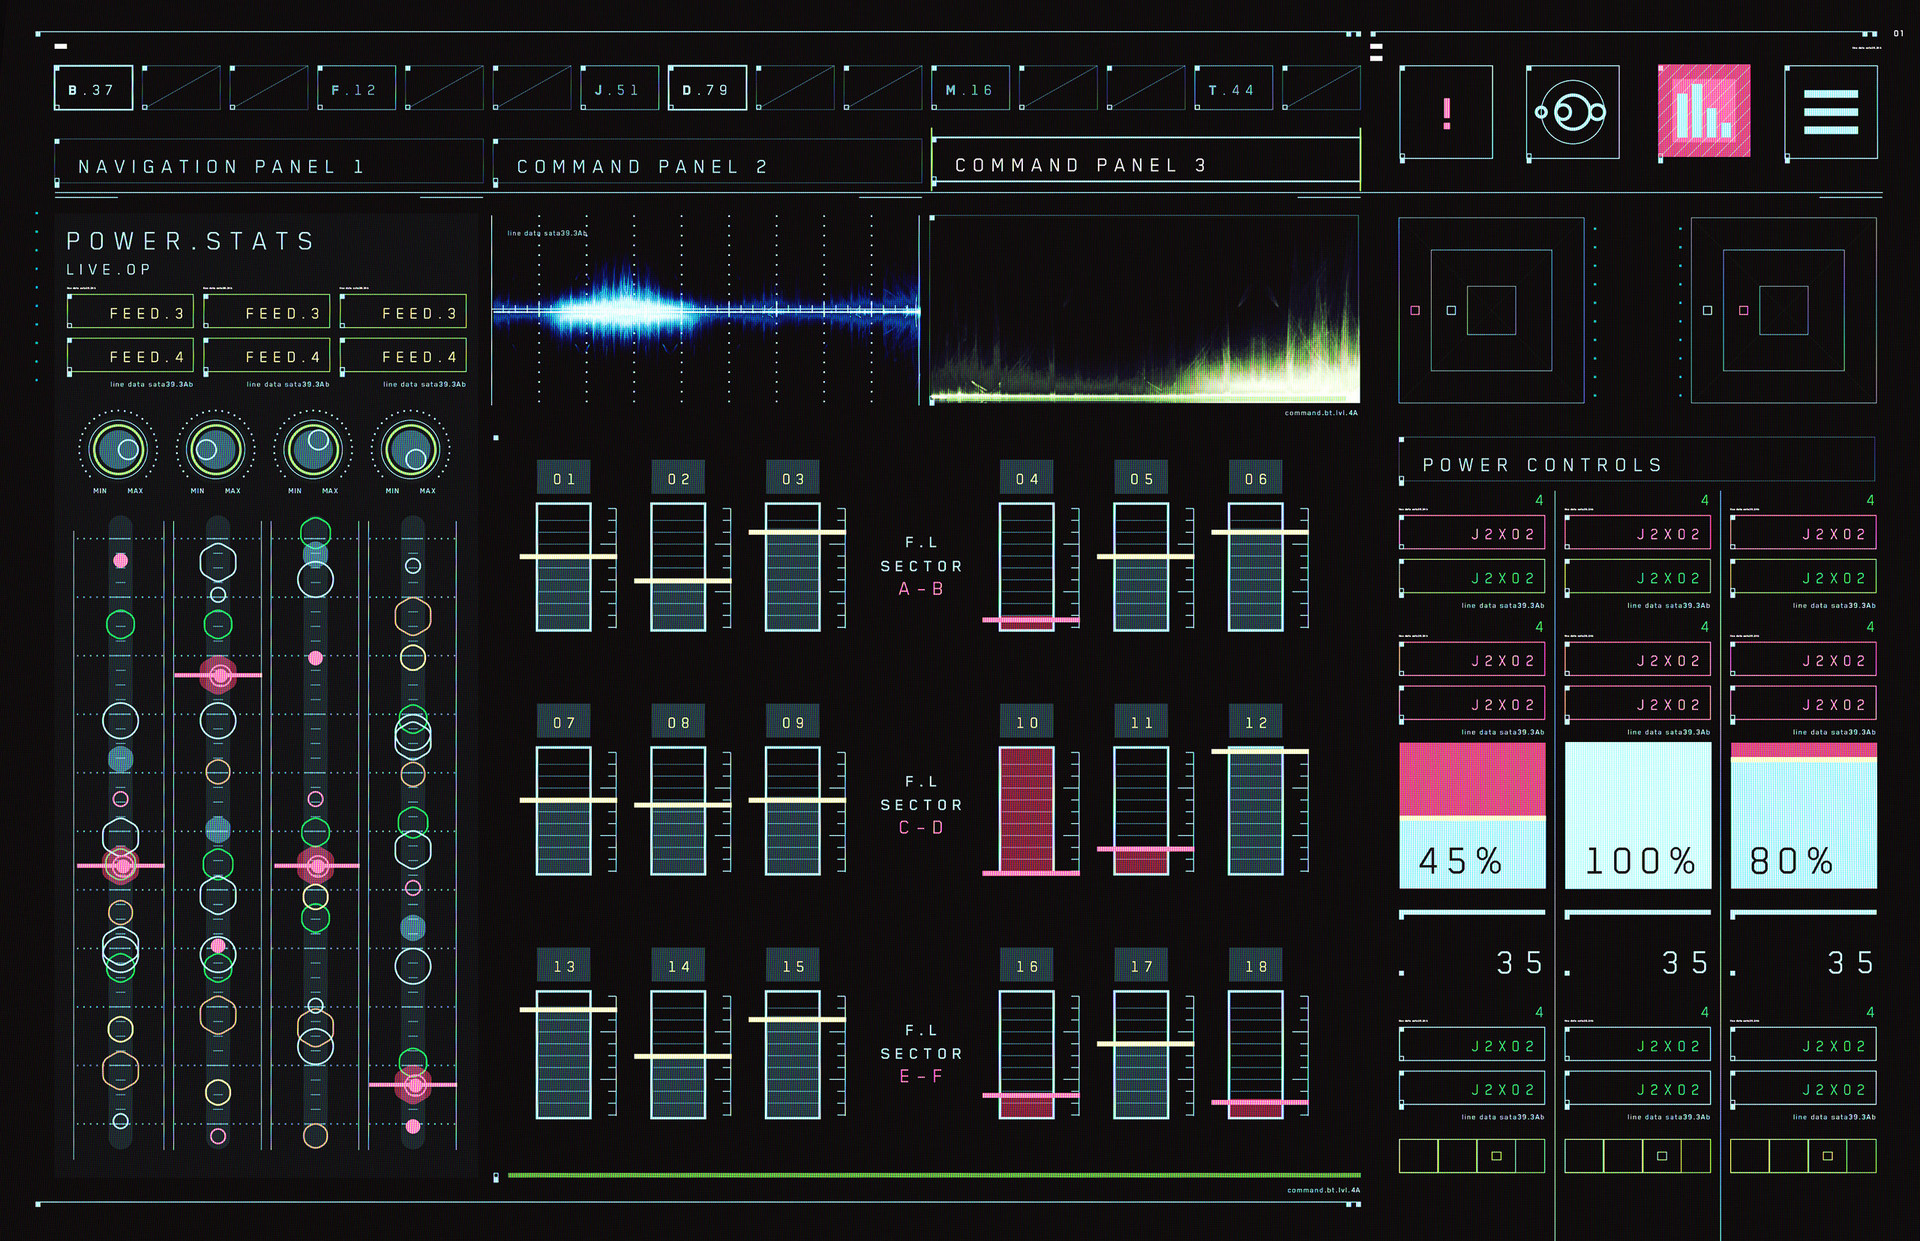 01
B.37 F.12 J.51 D.79 M.16 T.44
!
NAVIGATION PANEL 1
COMMAND PANEL 2
COMMAND PANEL 3
POWER.STATS
LIVE.OP
FEED.3 FEED.3 FEED.3
FEED.4 FEED.4 FEED.4
line data sata39.3Ab line data sata39.3Ab line data sata39.3Ab
MIN MAX MIN MAX MIN MAX MIN MAX
line data sata39.3Ab
command.bt.lvl.4A
01 02 03 04 05 06
F.L
SECTOR
A-B
07 08 09 10 11 12
F.L
SECTOR
C-D
13 14 15 16 17 18
F.L
SECTOR
E-F
command.bt.lvl.4A
POWER CONTROLS
4 4 4
J2X02 J2X02 J2X02
J2X02 J2X02 J2X02
line data sata39.3Ab line data sata39.3Ab line data sata39.3Ab
4 4 4
J2X02 J2X02 J2X02
J2X02 J2X02 J2X02
line data sata39.3Ab line data sata39.3Ab line data sata39.3Ab
45% 100% 80%
35 35 35
4 4 4
J2X02 J2X02 J2X02
J2X02 J2X02 J2X02
line data sata39.3Ab line data sata39.3Ab line data sata39.3Ab